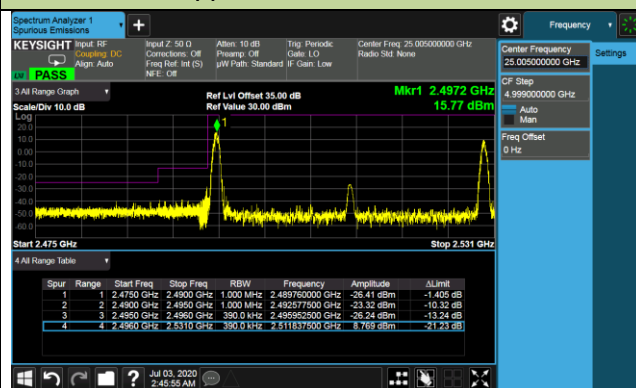 Spectrum Analyzer 1
Spurious Emissions
Frequency
KEYSIGHT
Input: RF
Coupling: DC
Align: Auto
Input Z: 50 Ω
Corrections: Off
Freq Ref: Int (S)
NFE: Off
Atten: 10 dB
Preamp: Off
µW Path: Standard
Trig: Periodic
Gate: LO
IF Gain: Low
Center Freq: 25.005000000 GHz
Radio Std: None
PASS
Center Frequency
25.005000000 GHz
Settings
CF Step
4.999000000 GHz
Auto
Man
Freq Offset
0 Hz
3 All Range Graph
Scale/Div 10.0 dB
Ref Lvl Offset 35.00 dB
Ref Value 30.00 dBm
Mkr1 2.4972 GHz
15.77 dBm
Log
20.0
10.0
0.00
-10.0
-20.0
-30.0
-40.0
-50.0
-60.0
1
Start 2.475 GHz
Stop 2.531 GHz
4 All Range Table
Spur Range Start Freq Stop Freq RBW Frequency Amplitude ΔLimit
1 1 2.4750 GHz 2.4900 GHz 1.000 MHz 2.489760000 GHz -26.41 dBm -1.405 dB
2 2 2.4900 GHz 2.4950 GHz 1.000 MHz 2.492577500 GHz -23.32 dBm -10.32 dB
3 3 2.4950 GHz 2.4960 GHz 390.0 kHz 2.495952500 GHz -26.24 dBm -13.24 dB
4 4 2.4960 GHz 2.5310 GHz 390.0 kHz 2.511837500 GHz 8.769 dBm -21.23 dB
?
Jul 03, 2020
2:45:55 AM